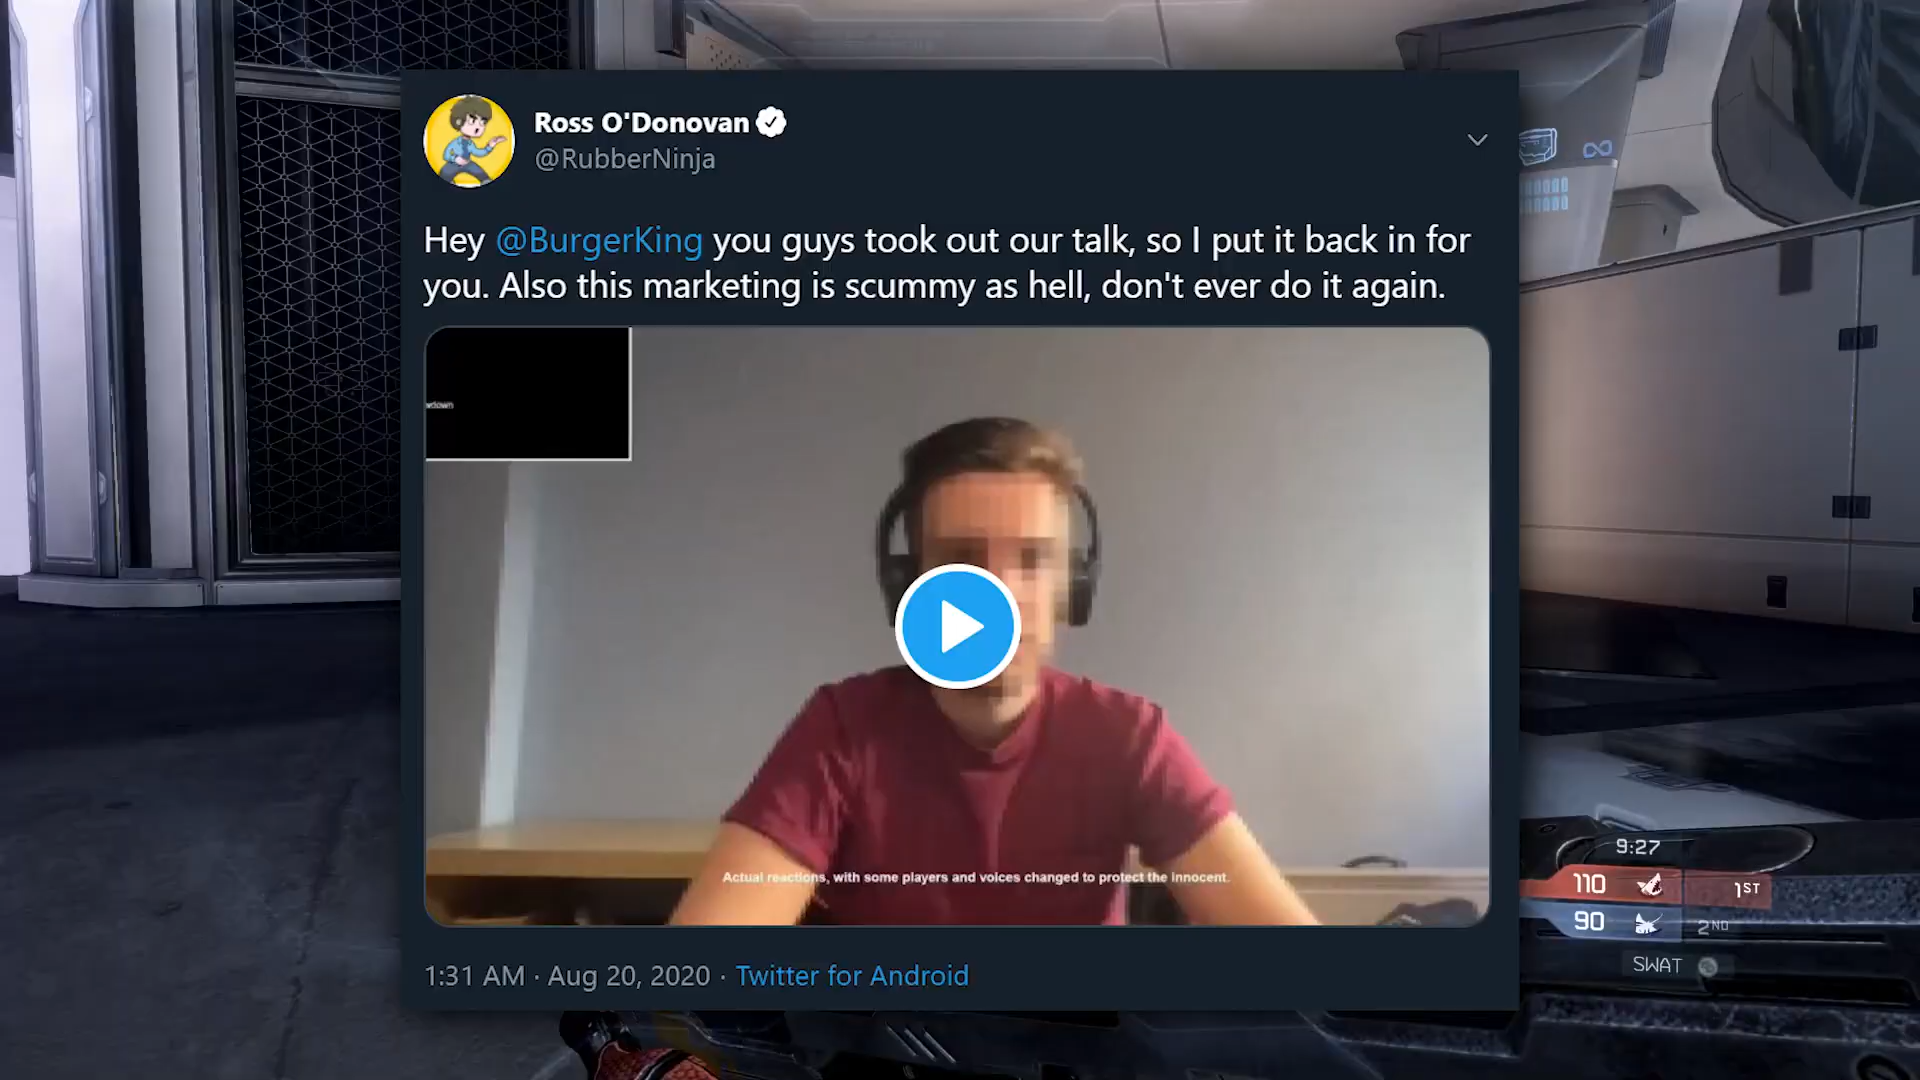 Ross O'Donovan
@RubberNinja
Hey @BurgerKing you guys took out our talk, so I put it back in for
you. Also this marketing is scummy as hell, don't ever do it again.
wdown
Actual reactions, with some players and voices changed to protect the innocent.
1:31 AM · Aug 20, 2020 · Twitter for Android
∞
9:27
110 1ST
90 2ND
SWAT